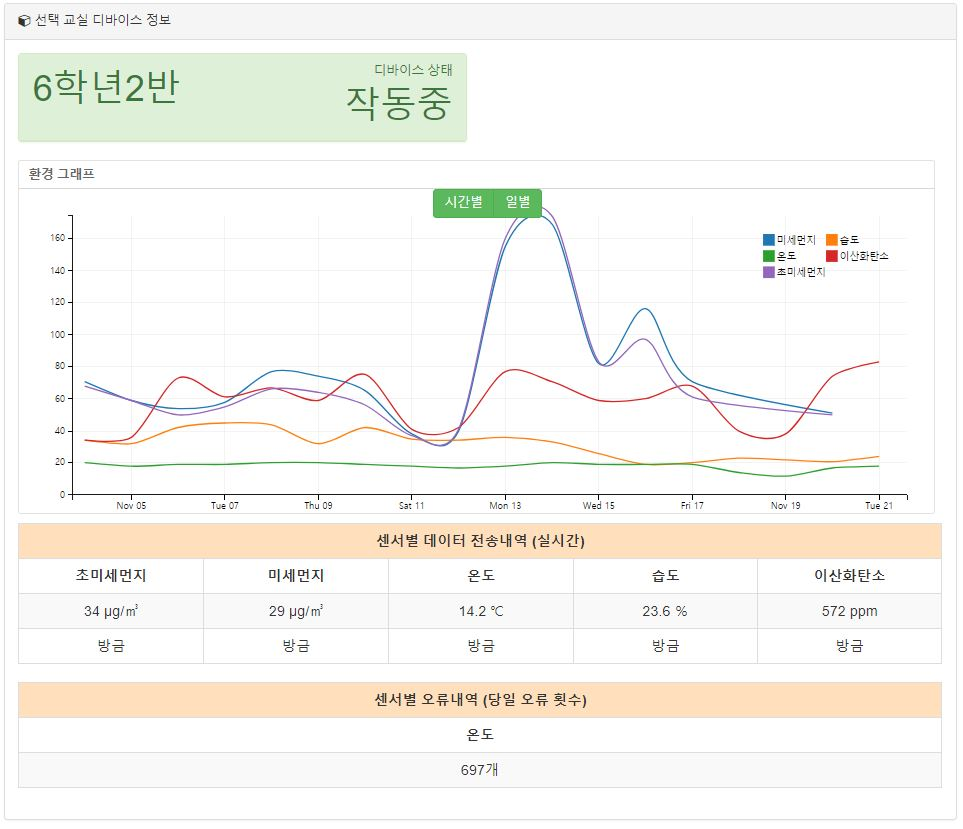 선택 교실 디바이스 정보
6학년2반
디바이스 상태
작동중
환경 그래프
시간별 일별
160
140
120
100
80
60
40
20
0
미세먼지 습도
온도 이산화탄소
초미세먼지
Nov 05 Tue 07 Thu 09 Sat 11 Mon 13 Wed 15 Fri 17 Nov 19 Tue 21
센서별 데이터 전송내역 (실시간)
초미세먼지 미세먼지 온도 습도 이산화탄소
34 μg/㎥ 29 μg/㎥ 14.2 ℃ 23.6 % 572 ppm
방금 방금 방금 방금 방금
센서별 오류내역 (당일 오류 횟수)
온도
697개